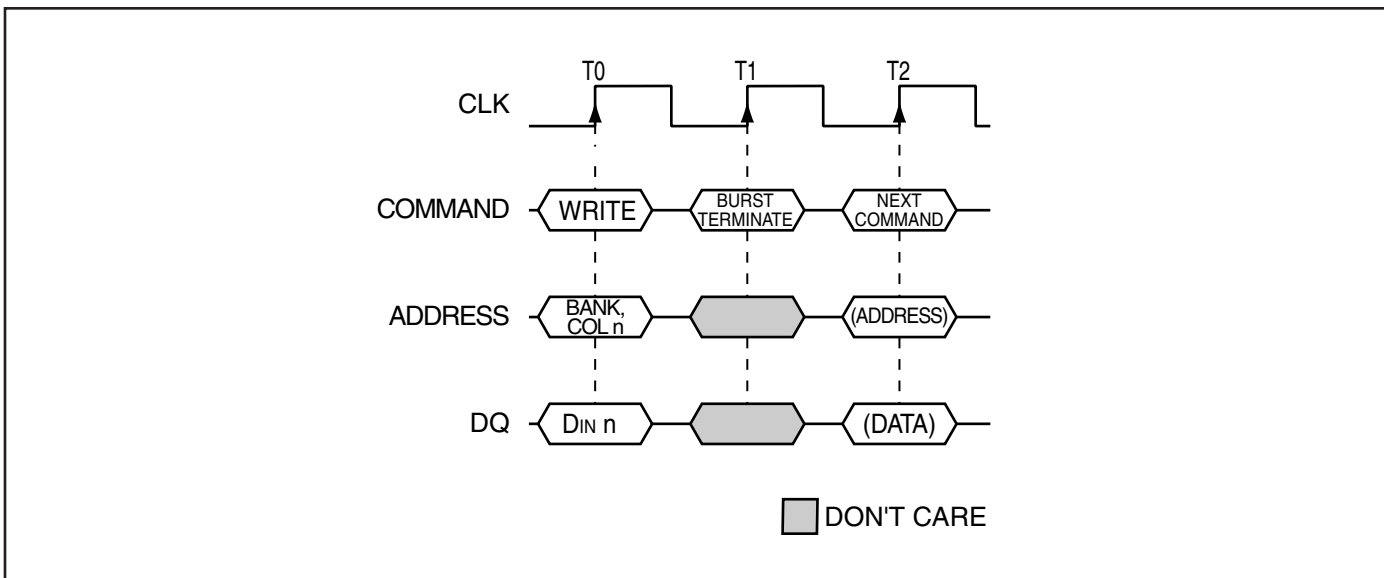 T0 T1 T2
CLK
COMMAND WRITE BURST TERMINATE NEXT COMMAND
ADDRESS BANK, COL n (ADDRESS)
DQ DIN n (DATA)
DON'T CARE